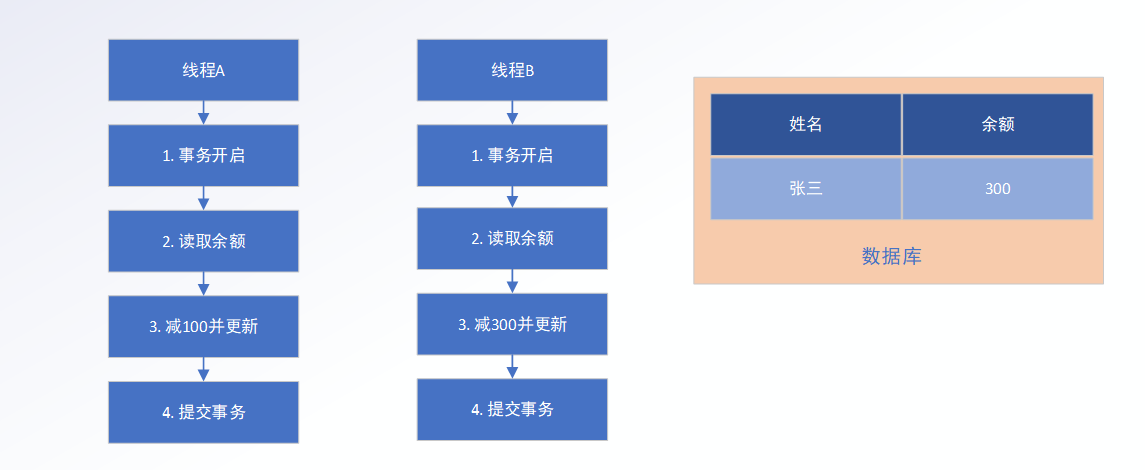 线程A
1. 事务开启
2. 读取余额
3. 减100并更新
4. 提交事务
线程B
1. 事务开启
2. 读取余额
3. 减300并更新
4. 提交事务
姓名 余额
张三 300
数据库